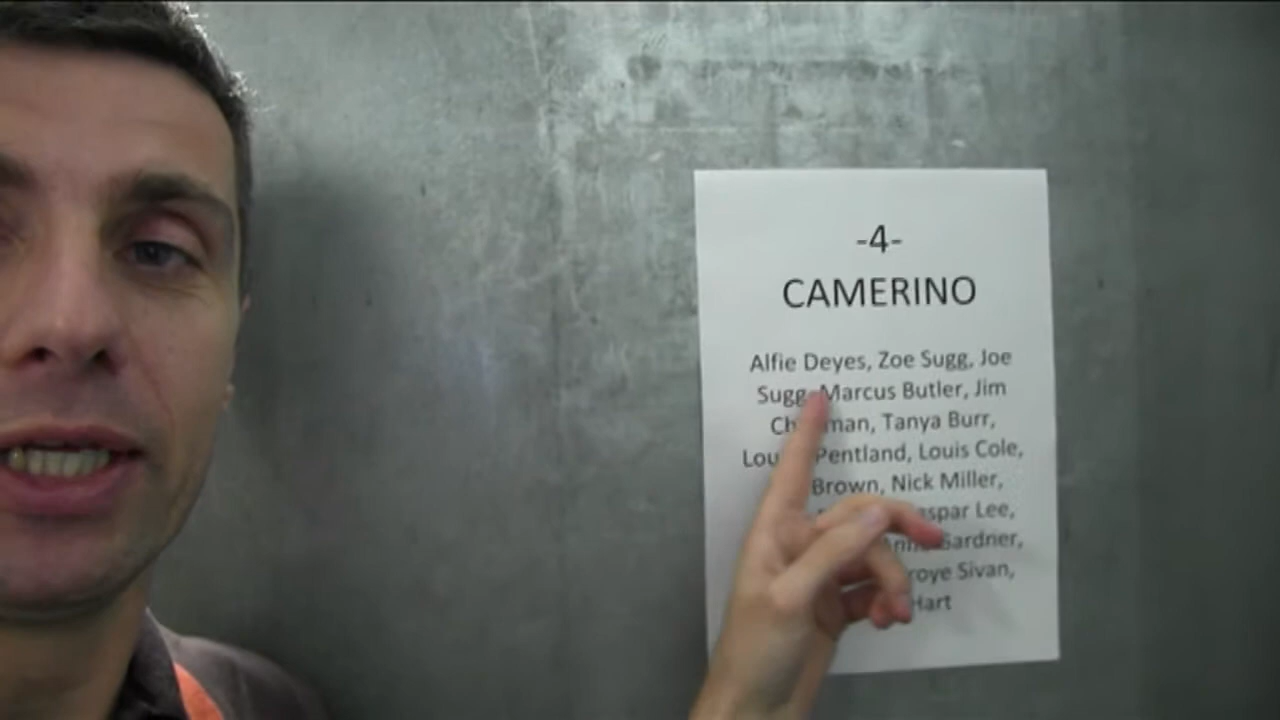 -4-
CAMERINO
Alfie Deyes, Zoe Sugg, Joe
Sugg, Marcus Butler, Jim
Tanya Burr,
Pentland, Louis Cole,
Brown, Nick Miller,
Lee,
Gardner,
Sivan,
Hart